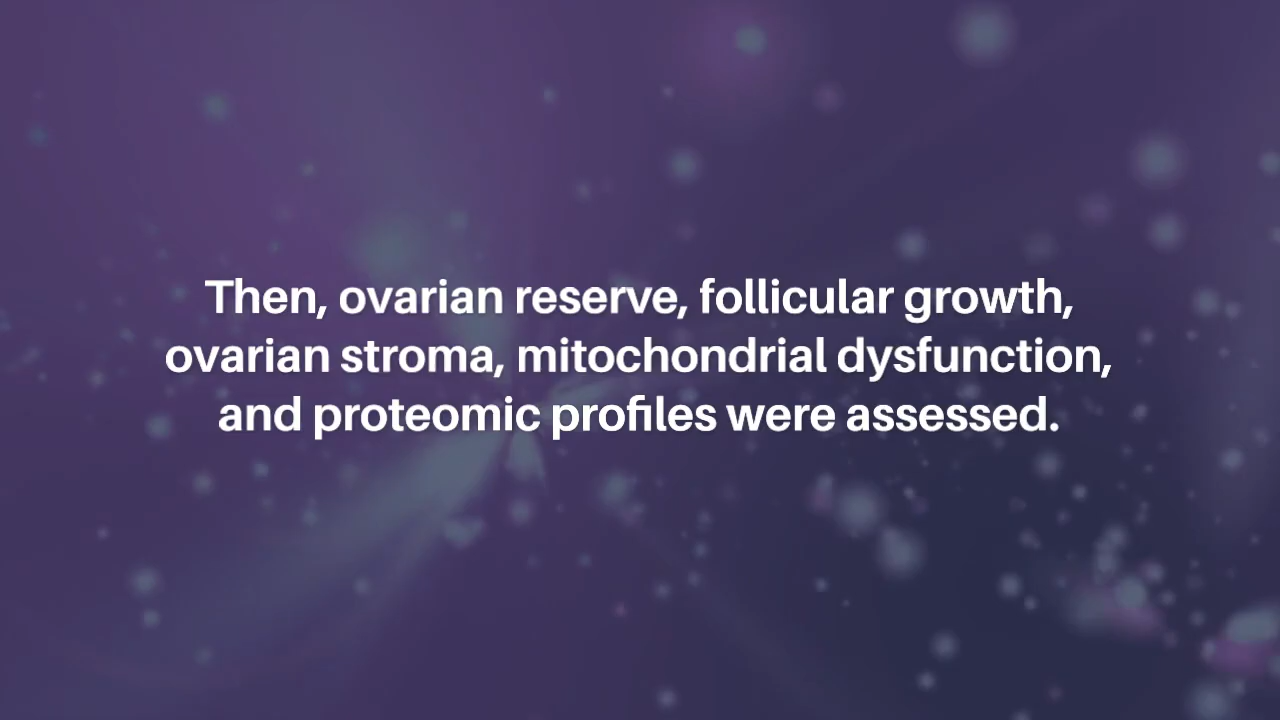 Then, ovarian reserve, follicular growth,
ovarian stroma, mitochondrial dysfunction,
and proteomic profiles were assessed.